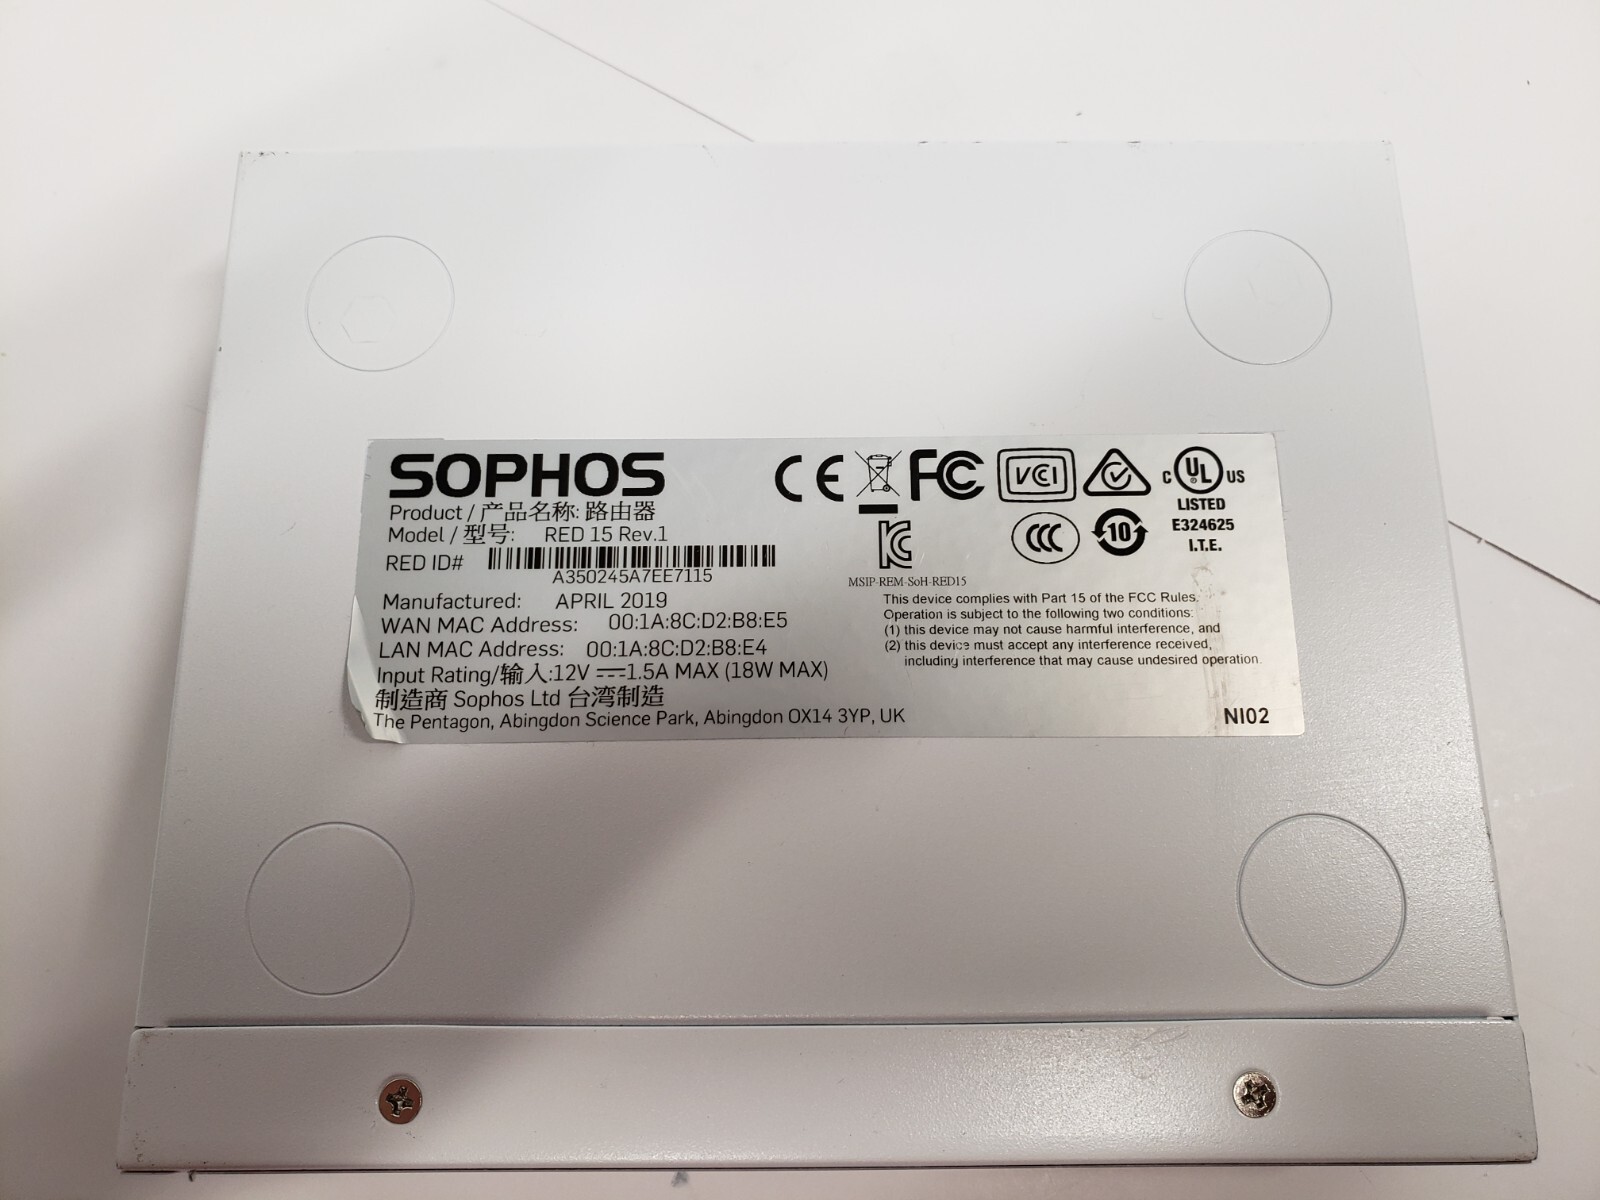 SOPHOS
Product / 产品名称: 路由器
Model / 型号: RED 15 Rev.1
RED ID# A350245A7EE7115
Manufactured: APRIL 2019
WAN MAC Address: 00:1A:8C:D2:B8:E5
LAN MAC Address: 00:1A:8C:D2:B8:E4
Input Rating/输入:12V ⎓1.5A MAX (18W MAX)
制造商 Sophos Ltd 台湾制造
The Pentagon, Abingdon Science Park, Abingdon OX14 3YP, UK
CE FC VCI C UL US
LISTED
E324625
I.T.E.
KC CCC 10
MSIP-REM-SoH-RED15
This device complies with Part 15 of the FCC Rules.
Operation is subject to the following two conditions:
(1) this device may not cause harmful interference, and
(2) this device must accept any interference received,
including interference that may cause undesired operation.
NI02